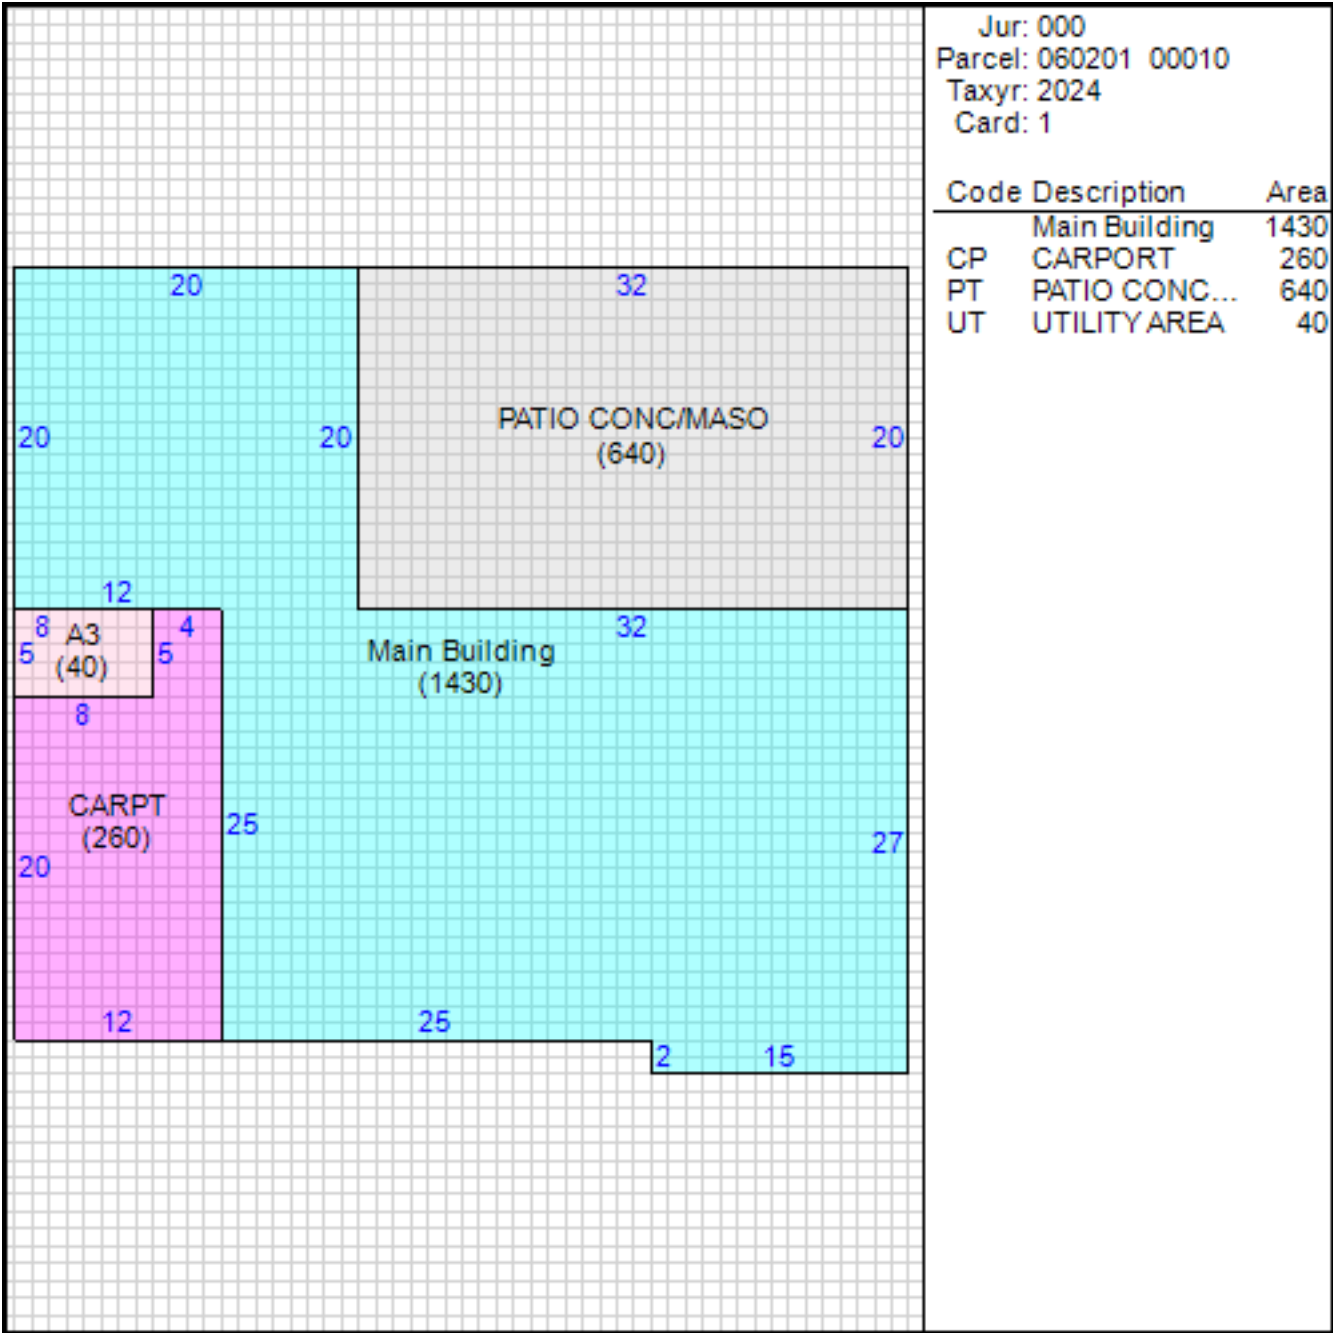 Jur: 000
Parcel: 060201 00010
Taxyr: 2024
Card: 1
Code Description Area
Main Building 1430
CP CARPORT 260
PT PATIO CONC... 640
UT UTILITY AREA 40
20
32
20
20
PATIO CONC/MASO
(640)
20
12
32
8
A3
4
5
(40)
5
8
Main Building
(1430)
CARPT
(260)
20
25
27
12
25
2
15